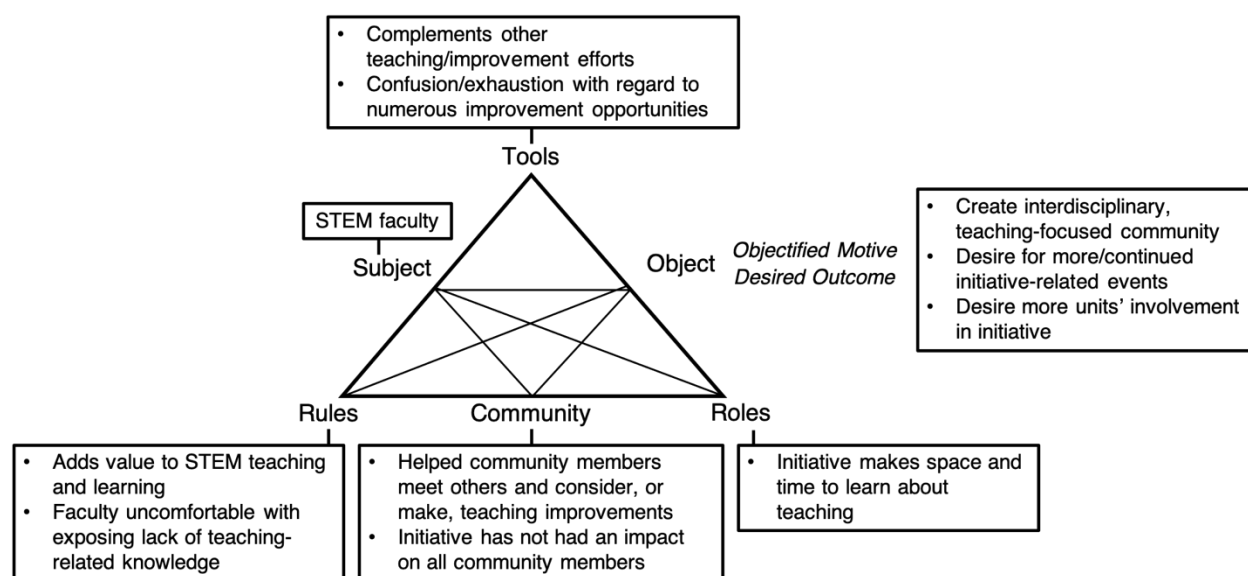 • Complements other
teaching/improvement efforts
• Confusion/exhaustion with regard to
numerous improvement opportunities
Tools
STEM faculty
Subject
Object
Objectified Motive
Desired Outcome
• Create interdisciplinary,
teaching-focused community
• Desire for more/continued
initiative-related events
• Desire more units’ involvement
in initiative
Rules
Community
Roles
• Adds value to STEM teaching
and learning
• Faculty uncomfortable with
exposing lack of teaching-
related knowledge
• Helped community members
meet others and consider, or
make, teaching improvements
• Initiative has not had an impact
on all community members
• Initiative makes space and
time to learn about
teaching